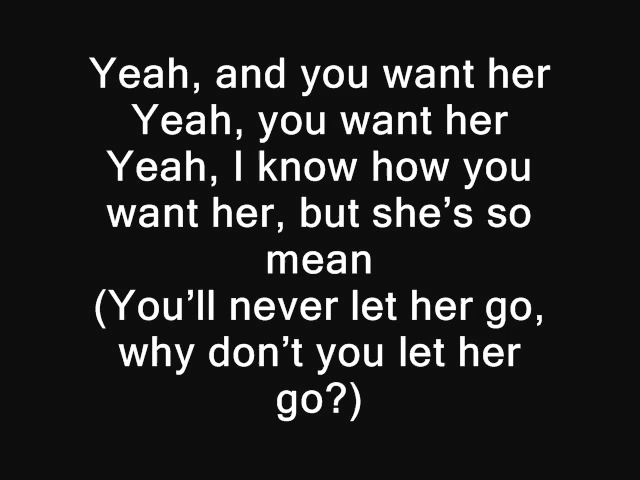 Yeah, and you want her
Yeah, you want her
Yeah, I know how you
want her, but she’s so
mean
(You’ll never let her go,
why don’t you let her
go?)